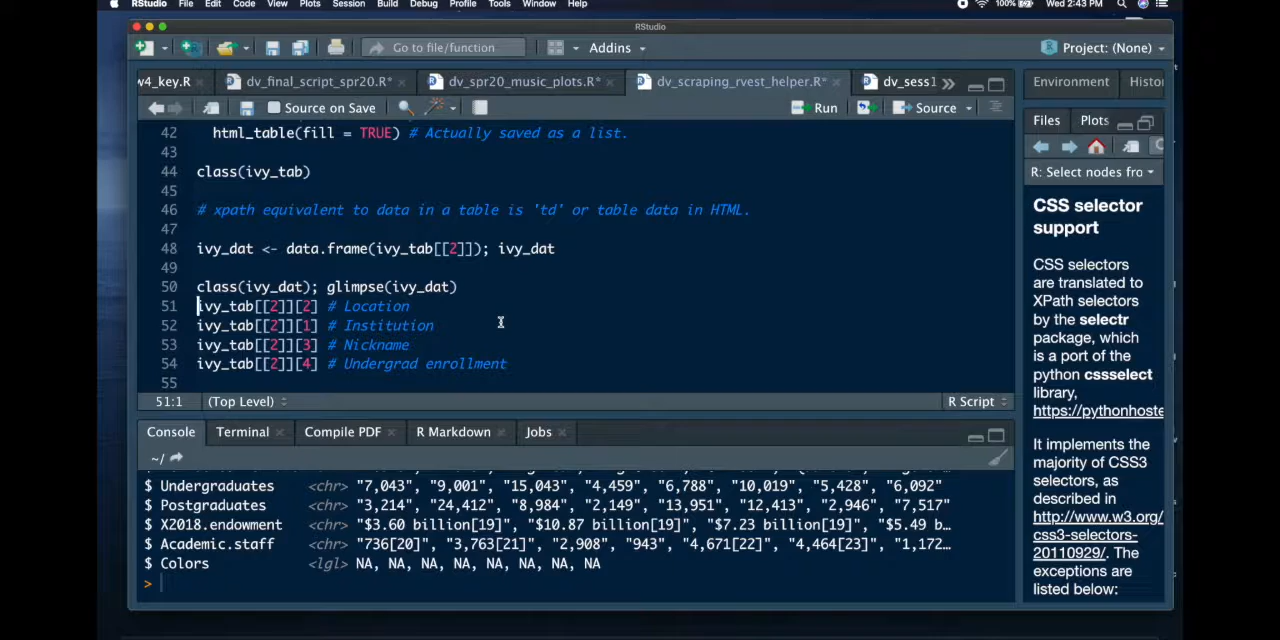 RStudio File Edit Code View Plots Session Build Debug Profile Tools Window Help 100% Wed 2:43 PM
RStudio
Go to file/function Addins Project: (None)
w4_key.R dv_final_script_spr20.R* dv_spr20_music_plots.R* dv_scraping_rvest_helper.R* dv_sess1 Environment Histor
Source on Save Run Source Files Plots
42 html_table(fill = TRUE) # Actually saved as a list.
43
44 class(ivy_tab)
45
46 # xpath equivalent to data in a table is 'td' or table data in HTML.
47
48 ivy_dat <- data.frame(ivy_tab[[2]]); ivy_dat
49
50 class(ivy_dat); glimpse(ivy_dat)
51 ivy_tab[[2]][2] # Location
52 ivy_tab[[2]][1] # Institution
53 ivy_tab[[2]][3] # Nickname
54 ivy_tab[[2]][4] # Undergrad enrollment
55
51:1 (Top Level) R Script
Console Terminal Compile PDF R Markdown Jobs
~/
$ Undergraduates <chr> "7,043", "9,001", "15,043", "4,459", "6,788", "10,019", "5,428", "6,092"
$ Postgraduates <chr> "3,214", "24,412", "8,984", "2,149", "13,951", "12,413", "2,946", "7,517"
$ X2018.endowment <chr> "$3.60 billion[19]", "$10.87 billion[19]", "$7.23 billion[19]", "$5.49 b…
$ Academic.staff <chr> "736[20]", "3,763[21]", "2,908", "943", "4,671[22]", "4,464[23]", "1,172…
$ Colors <lgl> NA, NA, NA, NA, NA, NA, NA, NA
>
R: Select nodes fro
CSS selector
support
CSS selectors
are translated to
XPath selectors
by the selectr
package, which
is a port of the
python cssselect
library,
https://pythonhoste
It implements the
majority of CSS3
selectors, as
described in
http://www.w3.org/
css3-selectors-
20110929/. The
exceptions are
listed below: